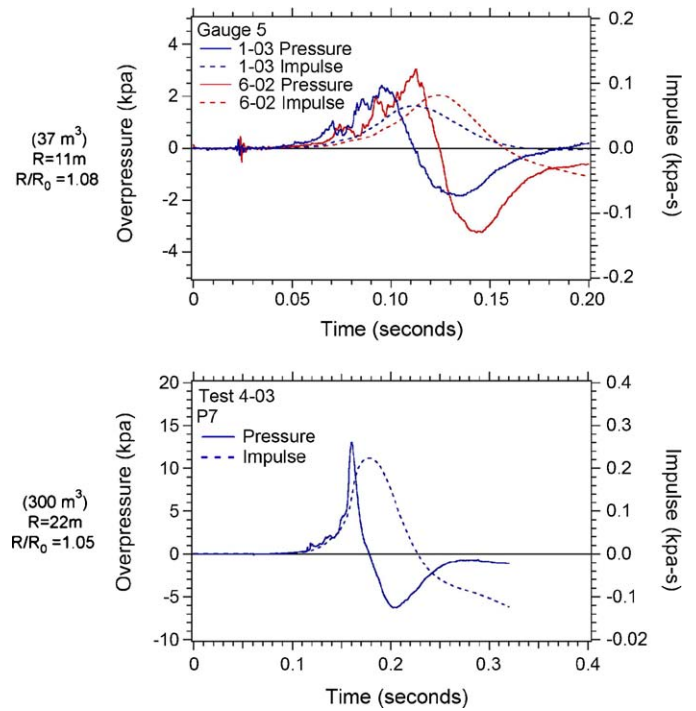 Gauge 5
1-03 Pressure
1-03 Impulse
6-02 Pressure
6-02 Impulse
(37 m³)
R=11m
R/R₀ =1.08
Overpressure (kpa)
4
2
0
-2
-4
Impulse (kpa-s)
0.2
0.1
0.0
-0.1
-0.2
0
0.05
0.10
0.15
0.20
Time (seconds)
Test 4-03
P7
Pressure
Impulse
(300 m³)
R=22m
R/R₀ =1.05
Overpressure (kpa)
20
15
10
5
0
-5
-10
Impulse (kpa-s)
0.4
0.3
0.2
0.1
0.0
-0.1
-0.02
0
0.1
0.2
0.3
0.4
Time (seconds)